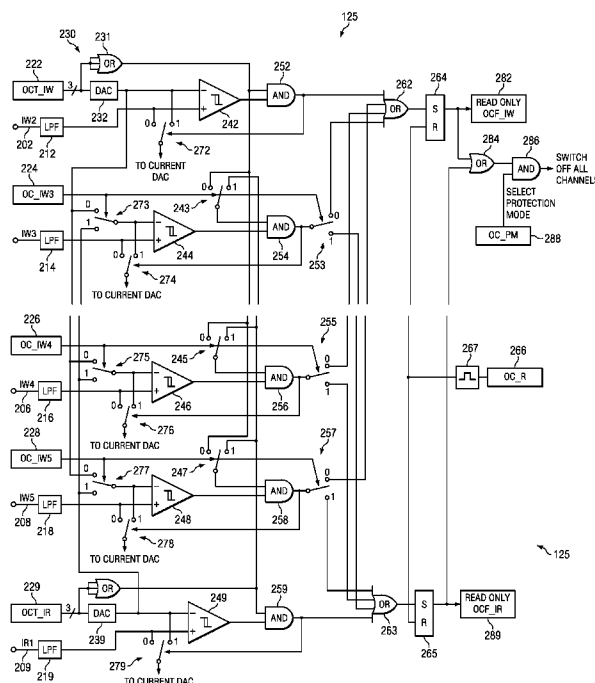 125
230
231
OR
222
OCT_IW
3
DAC
232
242
252
AND
262
OR
264
S
R
282
READ ONLY
OCF_IW
IW2
202
LPF
212
0
1
272
TO CURRENT DAC
284
OR
286
AND
SWITCH
OFF ALL
CHANNELS
SELECT
PROTECTION
MODE
OC_PM
288
224
OC_IW3
0
1
243
0
273
1
244
AND
254
0
1
253
IW3
LPF
214
0
1
274
TO CURRENT DAC
226
OC_IW4
0
1
245
0
275
1
246
AND
256
255
0
1
267
266
OC_R
IW4
206
LPF
216
0
1
276
TO CURRENT DAC
228
OC_IW5
0
1
247
0
277
1
248
AND
258
257
0
1
IW5
208
LPF
218
0
1
278
TO CURRENT DAC
125
229
OCT_IR
3
OR
DAC
239
249
259
AND
OR
263
S
R
265
READ ONLY
OCF_IR
289
IR1
209
LPF
219
0
1
279
TO CURRENT DAC